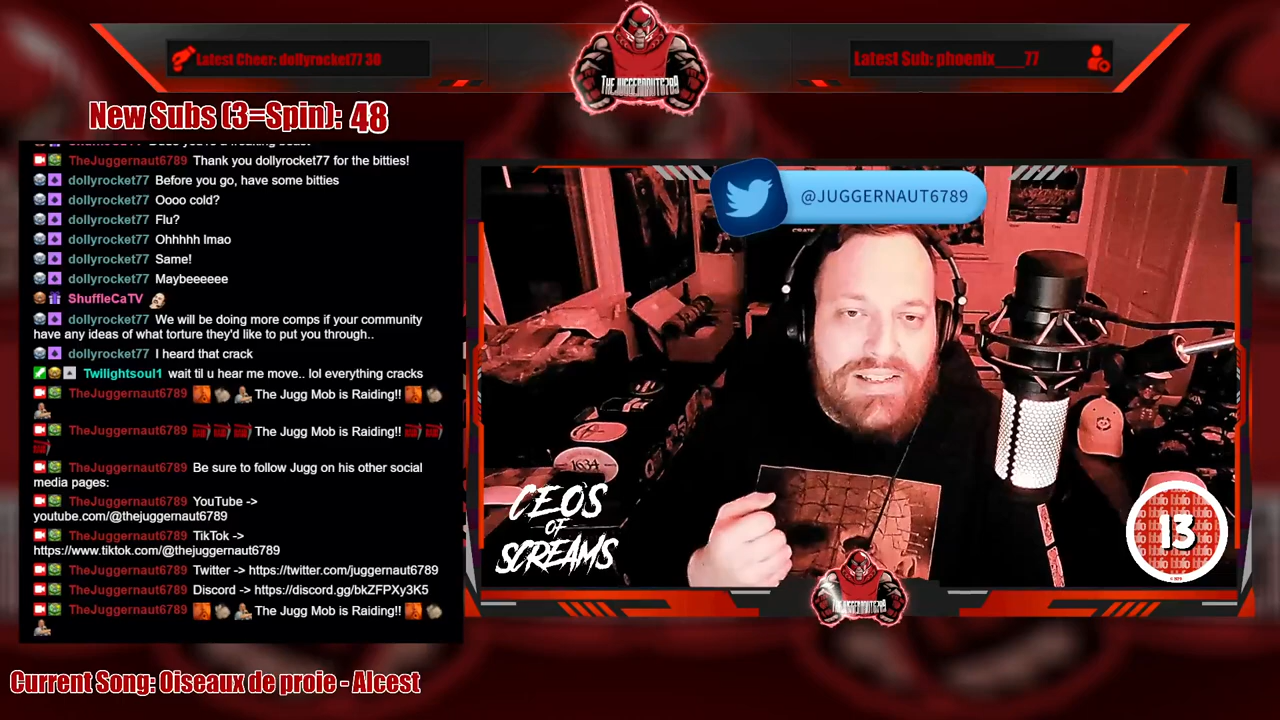 Latest Cheer: dollyrocket77 30
THEJUGGERNAUT6789
Latest Sub: phoenix___77
New Subs (3=Spin): 48
TheJuggernaut6789 Thank you dollyrocket77 for the bitties!
dollyrocket77 Before you go, have some bitties
dollyrocket77 Oooo cold?
dollyrocket77 Flu?
dollyrocket77 Ohhhhh lmao
dollyrocket77 Same!
dollyrocket77 Maybeeeeee
ShuffleCaTV
dollyrocket77 We will be doing more comps if your community
have any ideas of what torture they'd like to put you through..
dollyrocket77 I heard that crack
Twilightsoul1 wait til u hear me move.. lol everything cracks
TheJuggernaut6789 The Jugg Mob is Raiding!!
TheJuggernaut6789 The Jugg Mob is Raiding!!
TheJuggernaut6789 Be sure to follow Jugg on his other social
media pages:
TheJuggernaut6789 YouTube ->
youtube.com/@thejuggernaut6789
TheJuggernaut6789 TikTok ->
https://www.tiktok.com/@thejuggernaut6789
TheJuggernaut6789 Twitter -> https://twitter.com/juggernaut6789
TheJuggernaut6789 Discord -> https://discord.gg/bkZFPXy3K5
TheJuggernaut6789 The Jugg Mob is Raiding!!
@JUGGERNAUT6789
1634
CEO'S
OF
SCREAMS
13
THEJUGGERNAUT6789
Current Song: Oiseaux de proie - Alcest